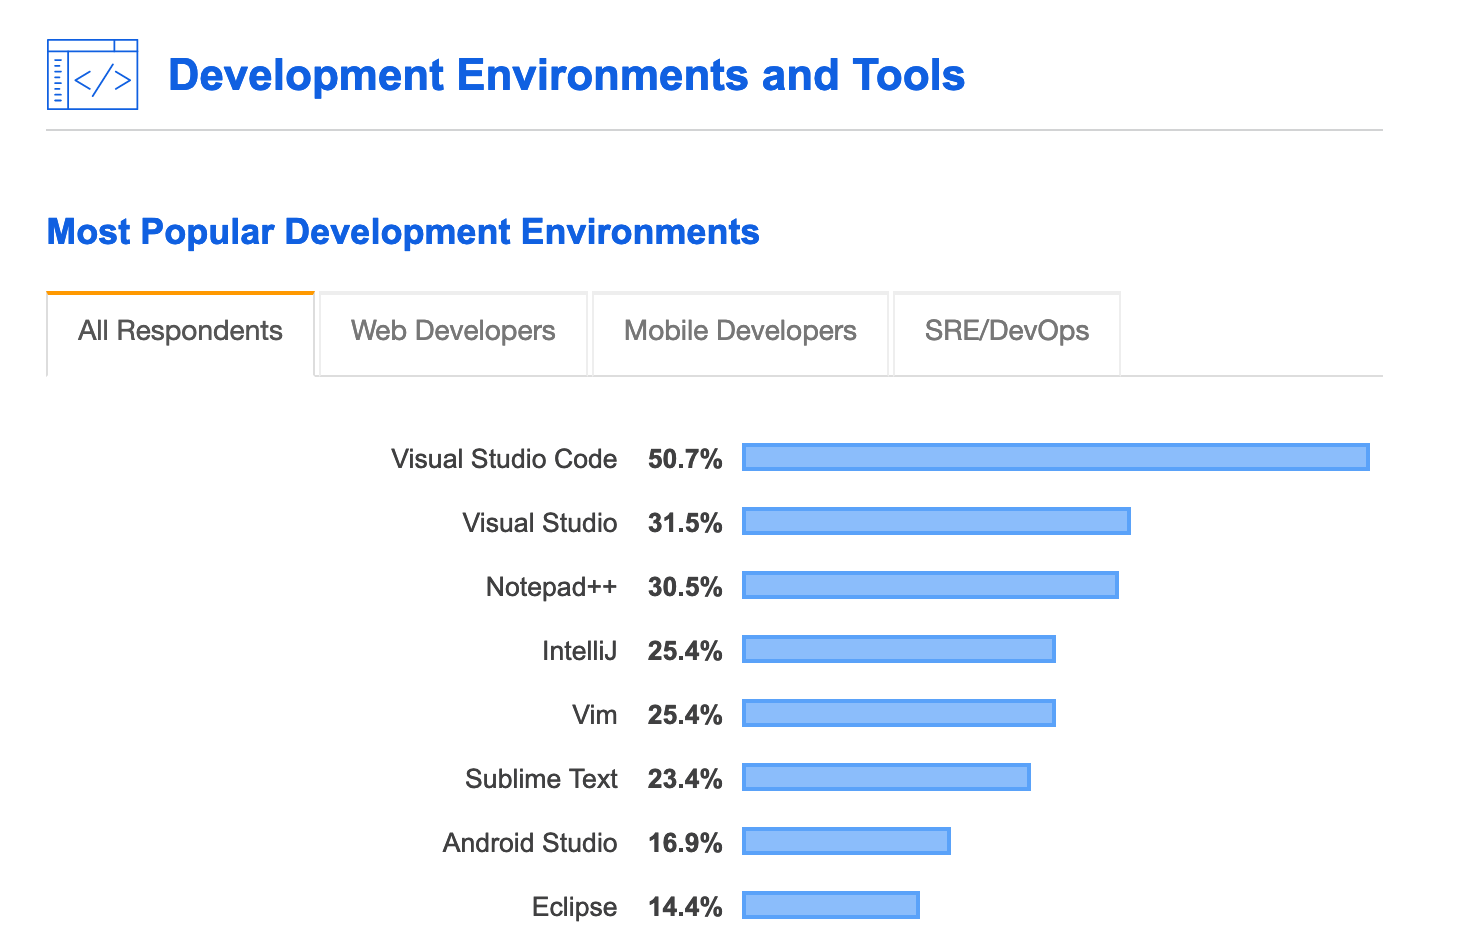 </>
Development Environments and Tools
Most Popular Development Environments
All Respondents Web Developers Mobile Developers SRE/DevOps
Visual Studio Code 50.7%
Visual Studio 31.5%
Notepad++ 30.5%
IntelliJ 25.4%
Vim 25.4%
Sublime Text 23.4%
Android Studio 16.9%
Eclipse 14.4%